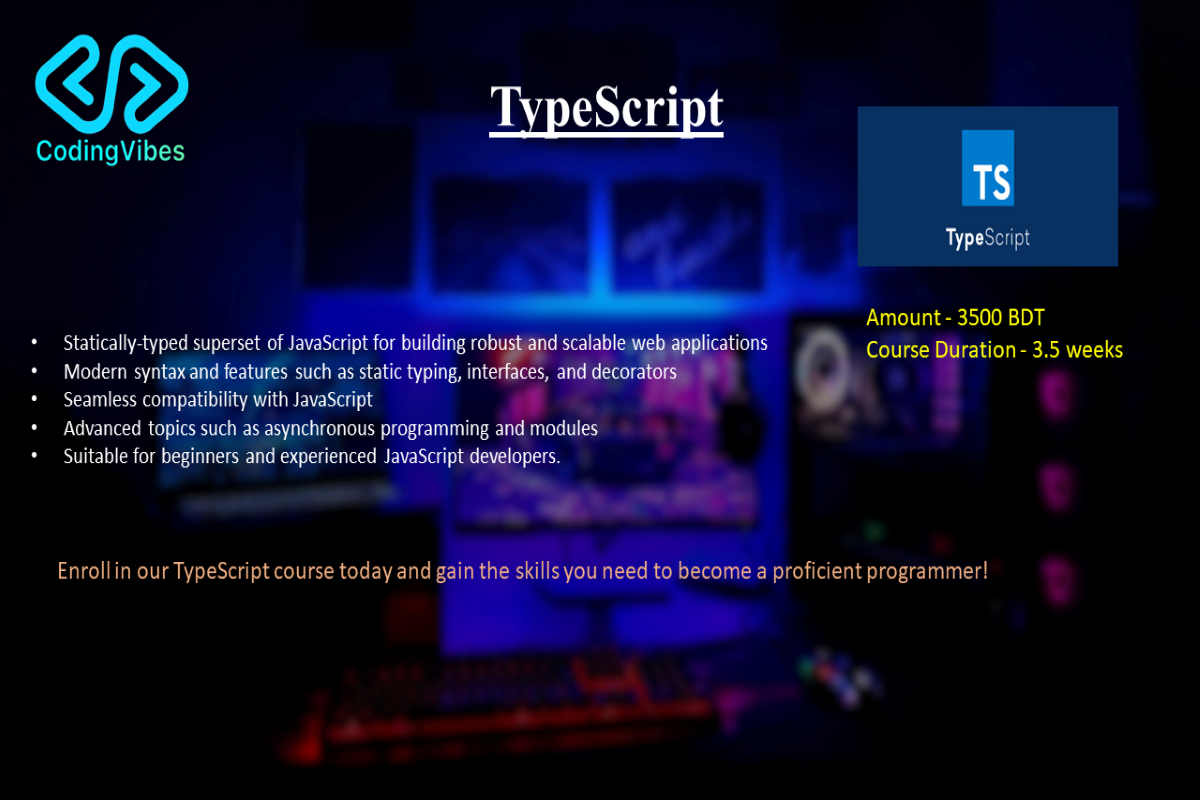 CodingVibes
TypeScript
TS
TypeScript
Amount - 3500 BDT
Course Duration - 3.5 weeks
• Statically-typed superset of JavaScript for building robust and scalable web applications
• Modern syntax and features such as static typing, interfaces, and decorators
• Seamless compatibility with JavaScript
• Advanced topics such as asynchronous programming and modules
• Suitable for beginners and experienced JavaScript developers.
Enroll in our TypeScript course today and gain the skills you need to become a proficient programmer!